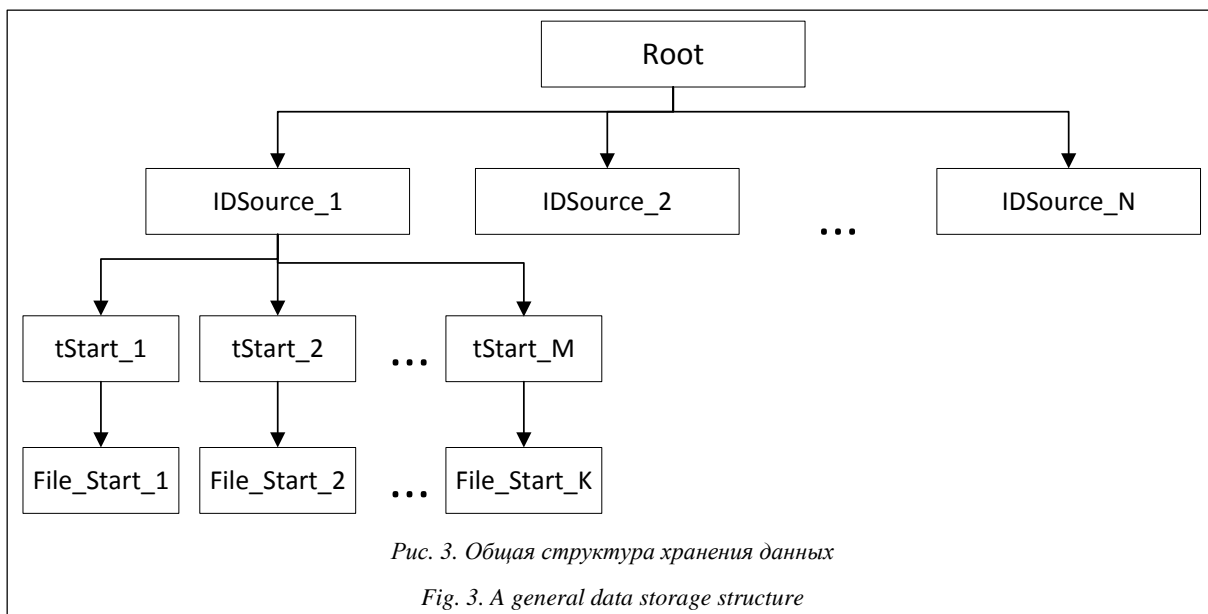 Root
IDSource_1 IDSource_2 ... IDSource_N
tStart_1 tStart_2 ... tStart_M
File_Start_1 File_Start_2 ... File_Start_K
Рис. 3. Общая структура хранения данных
Fig. 3. A general data storage structure